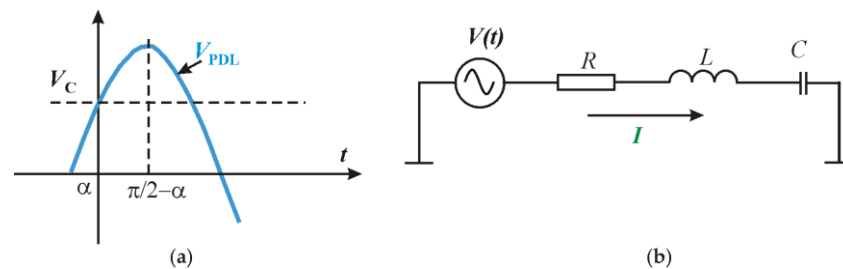 V_PDL
V_C
t
α
π/2−α
(a)
V(t)
R
L
C
I
(b)